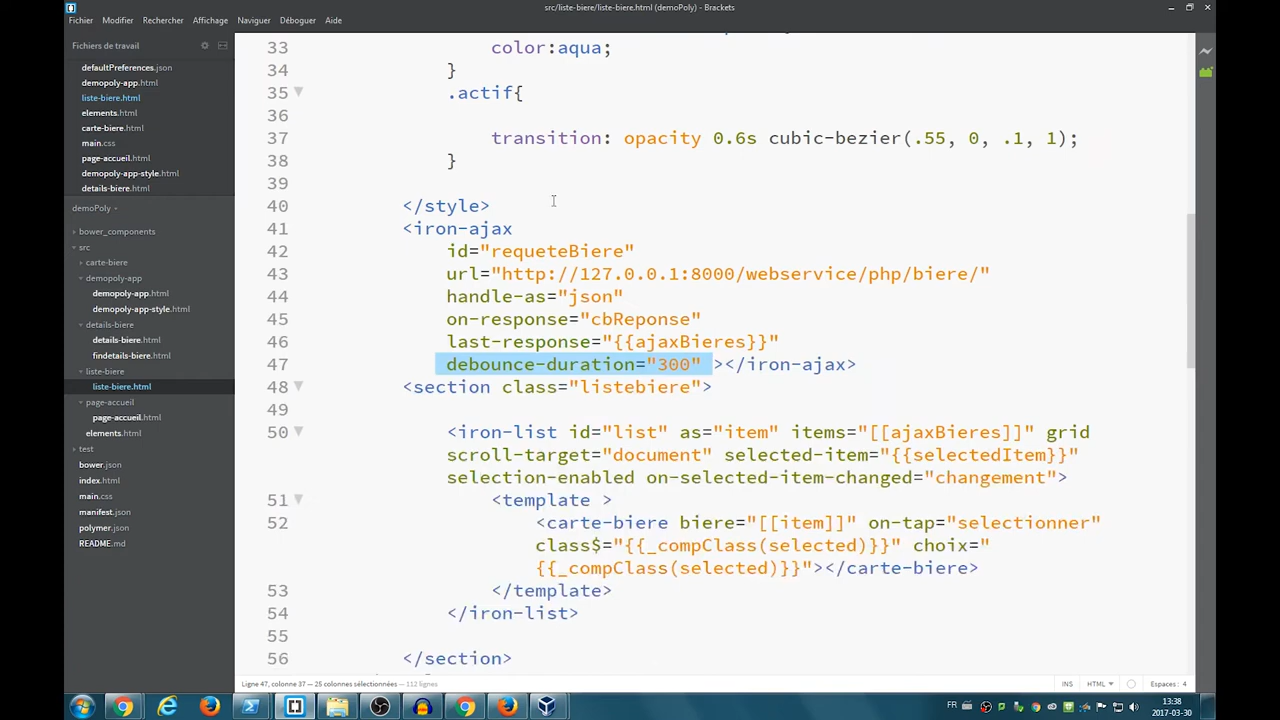 src/liste-biere/liste-biere.html (demoPoly) - Brackets
Fichier Modifier Rechercher Affichage Naviguer Déboguer Aide
Fichiers de travail
defaultPreferences.json
demopoly-app.html
liste-biere.html
elements.html
carte-biere.html
main.css
page-accueil.html
demopoly-app-style.html
details-biere.html
demoPoly
bower_components
src
carte-biere
demopoly-app
demopoly-app.html
demopoly-app-style.html
details-biere
details-biere.html
findetails-biere.html
liste-biere
liste-biere.html
page-accueil
page-accueil.html
elements.html
test
bower.json
index.html
main.css
manifest.json
polymer.json
README.md
33 color:aqua;
34 }
35 .actif{
36
37 transition: opacity 0.6s cubic-bezier(.55, 0, .1, 1);
38 }
39
40 </style>
41 <iron-ajax
42 id="requeteBiere"
43 url="http://127.0.0.1:8000/webservice/php/biere/"
44 handle-as="json"
45 on-response="cbReponse"
46 last-response="{{ajaxBieres}}"
47 debounce-duration="300" ></iron-ajax>
48 <section class="listebiere">
49
50 <iron-list id="list" as="item" items="[[ajaxBieres]]" grid
scroll-target="document" selected-item="{{selectedItem}}"
selection-enabled on-selected-item-changed="changement">
51 <template >
52 <carte-biere biere="[[item]]" on-tap="selectionner"
class$="{{_compClass(selected)}}" choix="
{{_compClass(selected)}}"></carte-biere>
53 </template>
54 </iron-list>
55
56 </section>
Ligne 47, colonne 37 — 25 colonnes sélectionnées — 112 lignes
INS HTML Espaces : 4
FR
13:38
2017-03-30